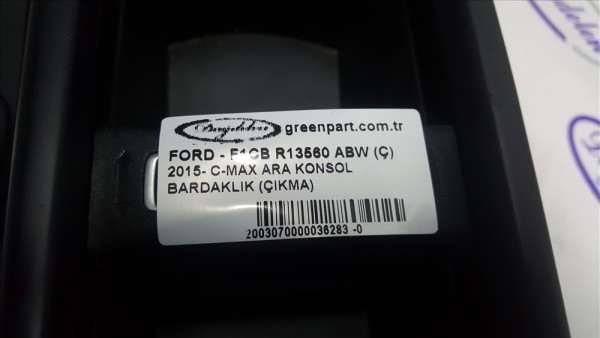 greenpart.com.tr
FORD - F1CB R13560 ABW (Ç)
2015- C-MAX ARA KONSOL
BARDAKLIK (ÇIKMA)
2003070000036283 -0